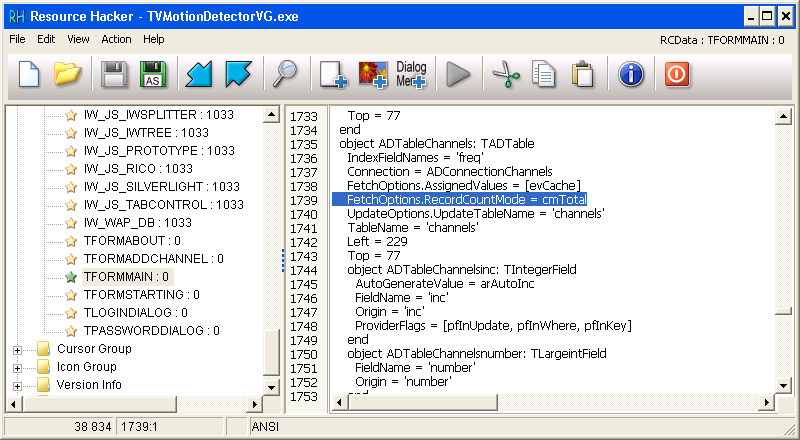 Resource Hacker - TVMotionDetectorVG.exe
File Edit View Action Help RCData : TFORMMAIN : 0
AS Dialog Menu
IW_JS_IWSPLITTER : 1033
IW_JS_IWTREE : 1033
IW_JS_PROTOTYPE : 1033
IW_JS_RICO : 1033
IW_JS_SILVERLIGHT : 1033
IW_JS_TABCONTROL : 1033
IW_WAP_DB : 1033
TFORMABOUT : 0
TFORMADDCHANNEL : 0
TFORMMAIN : 0
TFORMSTARTING : 0
TLOGINDIALOG : 0
TPASSWORDDIALOG : 0
Cursor Group
Icon Group
Version Info
1733 Top = 77
1734 end
1735 object ADTableChannels: TADTable
1736 IndexFieldNames = 'freq'
1737 Connection = ADConnectionChannels
1738 FetchOptions.AssignedValues = [evCache]
1739 FetchOptions.RecordCountMode = cmTotal
1740 UpdateOptions.UpdateTableName = 'channels'
1741 TableName = 'channels'
1742 Left = 229
1743 Top = 77
1744 object ADTableChannelsinc: TIntegerField
1745 AutoGenerateValue = arAutoInc
1746 FieldName = 'inc'
1747 Origin = 'inc'
1748 ProviderFlags = [pfInUpdate, pfInWhere, pfInKey]
1749 end
1750 object ADTableChannelsnumber: TLargeintField
1751 FieldName = 'number'
1752 Origin = 'number'
1753 end
38 834 1739:1 ANSI